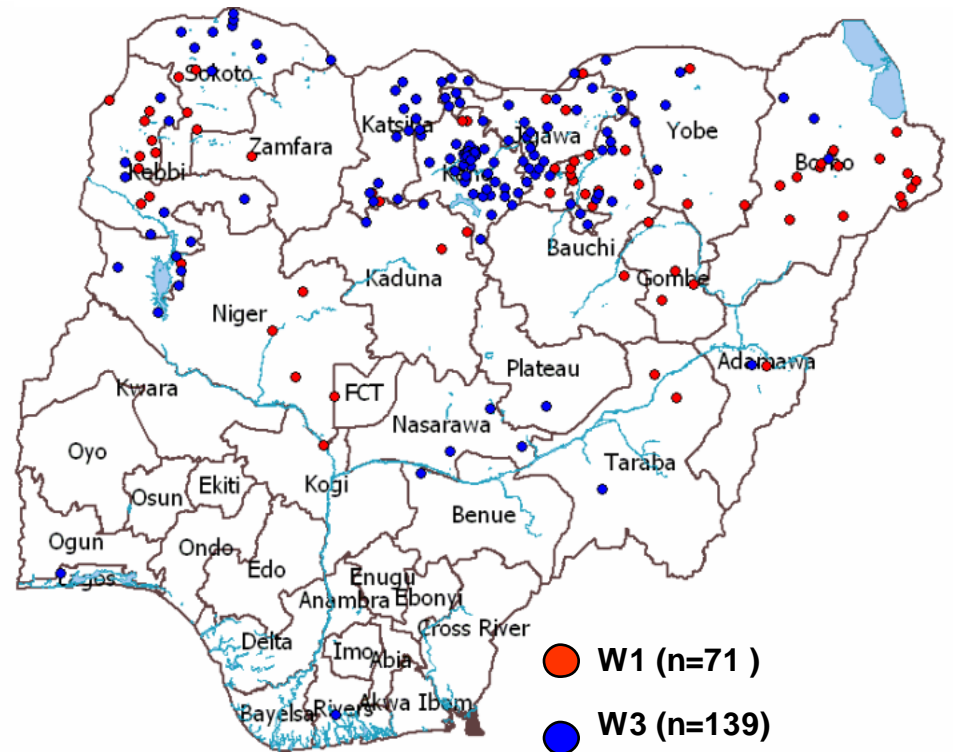 Sokoto
Katsina
Jigawa
Yobe
Borno
Zamfara
Kebbi
Kano
Bauchi
Kaduna
Gombe
Niger
Adamawa
Plateau
FCT
Kwara
Nasarawa
Oyo
Taraba
Osun
Ekiti
Kogi
Benue
Ogun
Ondo
Edo
Lagos
Enugu
Anambra
Ebonyi
Cross River
Delta
Imo
Abia
W1 (n=71 )
Bayelsa
Rivers
Akwa Ibom
W3 (n=139)